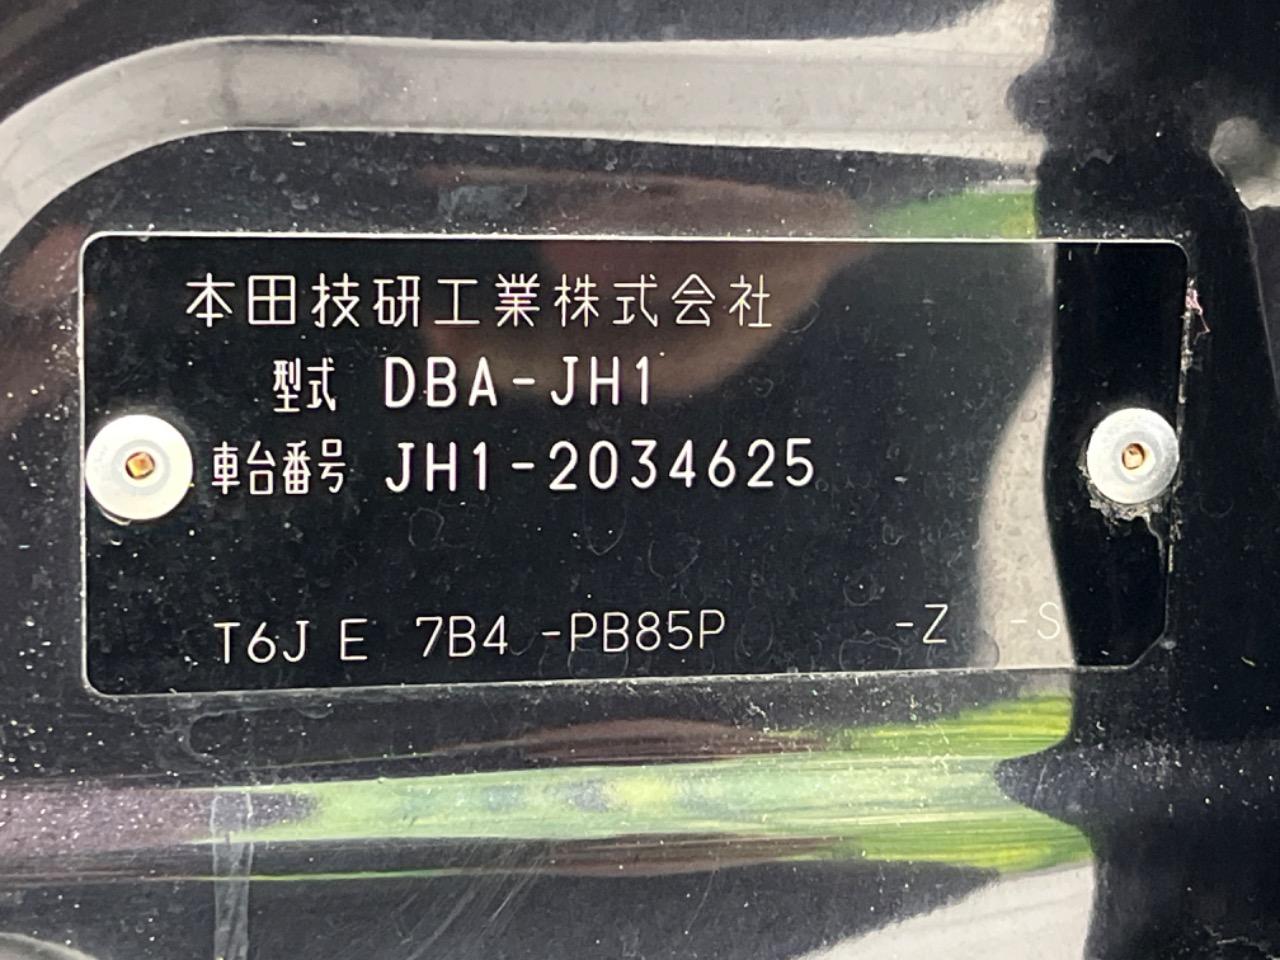 本田技研工業株式会社
型式 DBA-JH1
車台番号 JH1-2034625
T6J E 7B4 -PB85P -Z -S